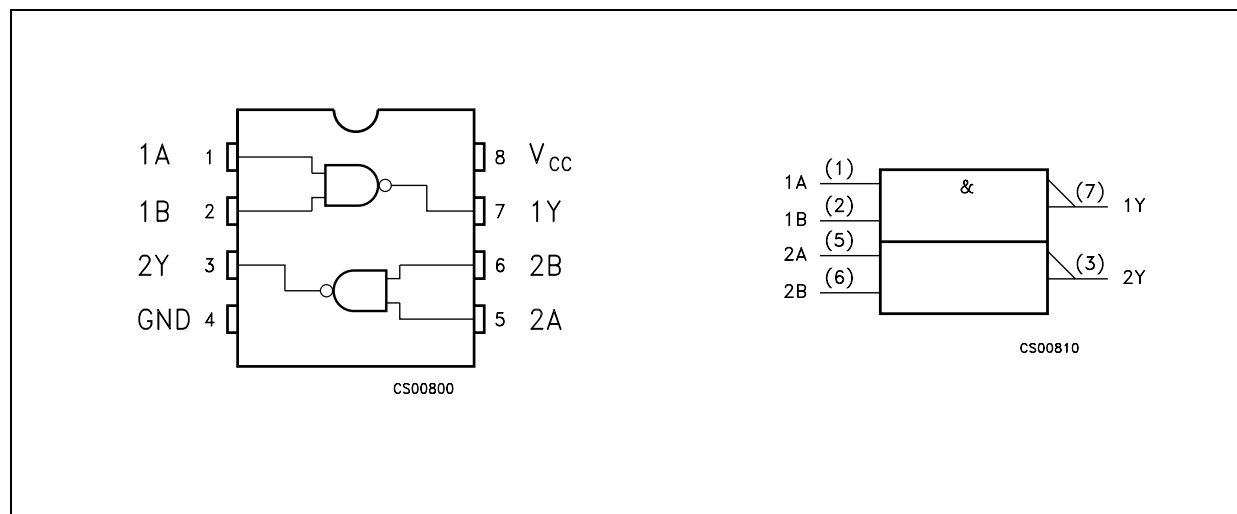 1A 1 8 VCC
1B 2 7 1Y
2Y 3 6 2B
GND 4 5 2A
CS00800
&
1A (1) (7) 1Y
1B (2)
2A (5) (3) 2Y
2B (6)
CS00810